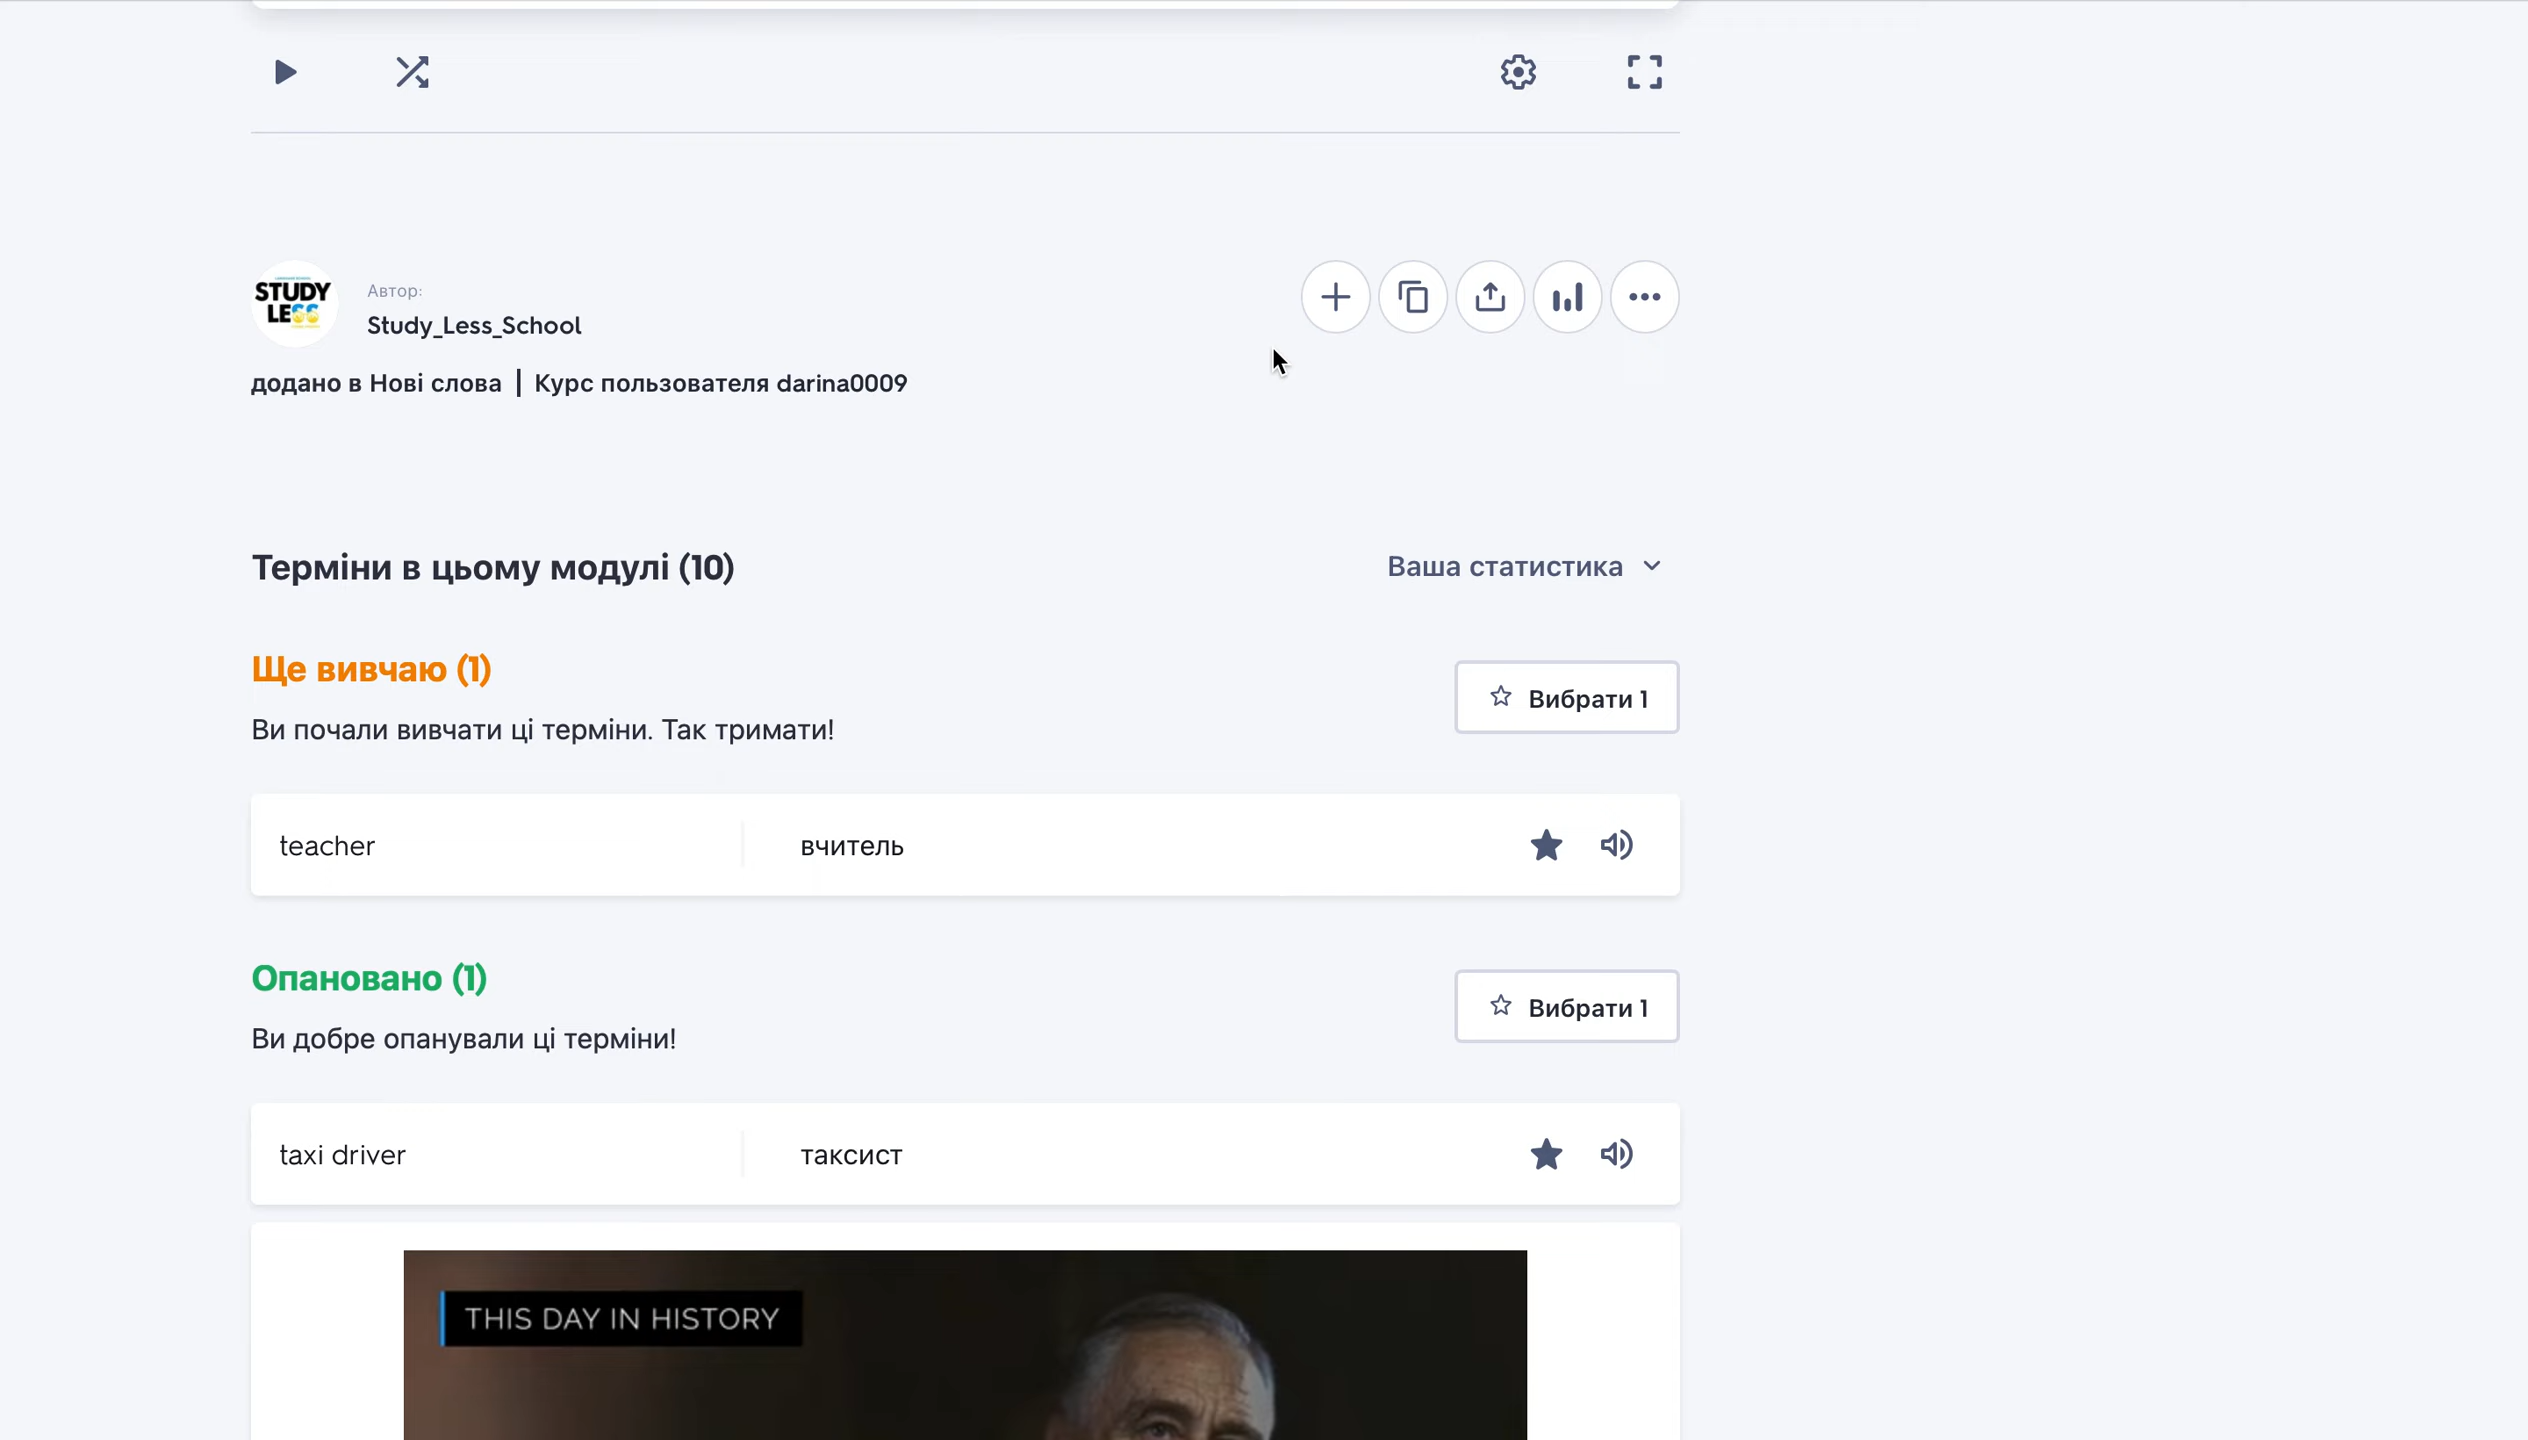 STUDY
LESS
Автор:
Study_Less_School
додано в Нові слова | Курс пользователя darina0009
Терміни в цьому модулі (10)
Ваша статистика
Ще вивчаю (1)
Вибрати 1
Ви почали вивчати ці терміни. Так тримати!
teacher
вчитель
Опановано (1)
Вибрати 1
Ви добре опанували ці терміни!
taxi driver
таксист
THIS DAY IN HISTORY